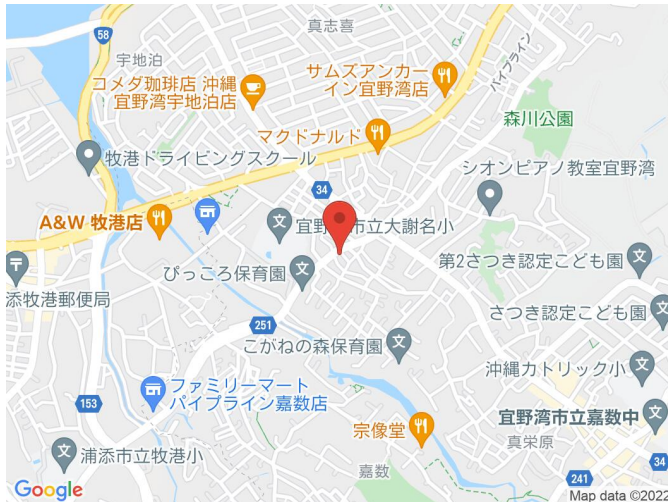 真志喜
58
宇地泊
コメダ珈琲店 沖縄
宜野湾宇地泊店
サムズアンカー
イン宜野湾店
パイプライン
森川公園
マクドナルド
牧港ドライビングスクール
シオンピアノ教室宜野湾
34
A&W 牧港店
宜野
市立大謝名小
第2さつき認定こども園
ぴっころ保育園
添牧港郵便局
さつき認定こども園
251
こがねの森保育園
沖縄カトリック小
ファミリーマート
パイプライン嘉数店
153
宜野湾市立嘉数中
宗像堂
真栄原
浦添市立牧港小
嘉数
34
241
Google
Map data ©2022